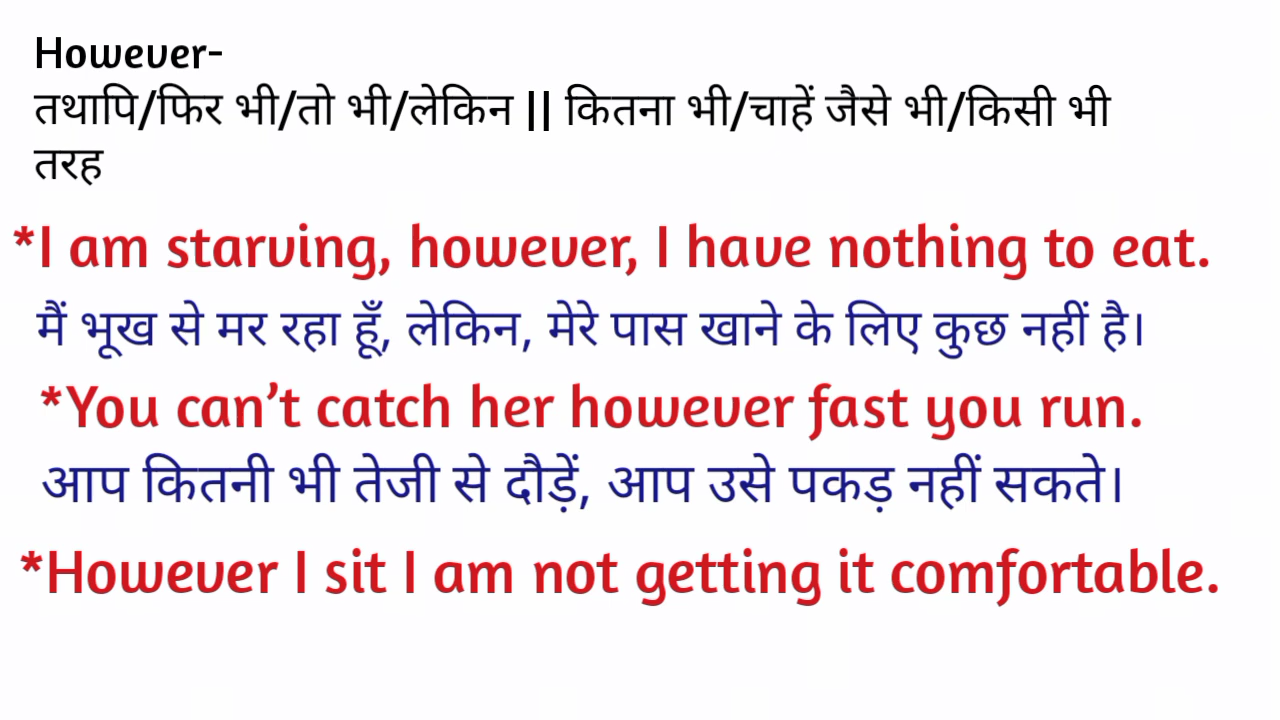 However-
तथापि/फिर भी/तो भी/लेकिन || कितना भी/चाहें जैसे भी/किसी भी
तरह
*I am starving, however, I have nothing to eat.
मैं भूख से मर रहा हूँ, लेकिन, मेरे पास खाने के लिए कुछ नहीं है।
*You can’t catch her however fast you run.
आप कितनी भी तेजी से दौड़ें, आप उसे पकड़ नहीं सकते।
*However I sit I am not getting it comfortable.